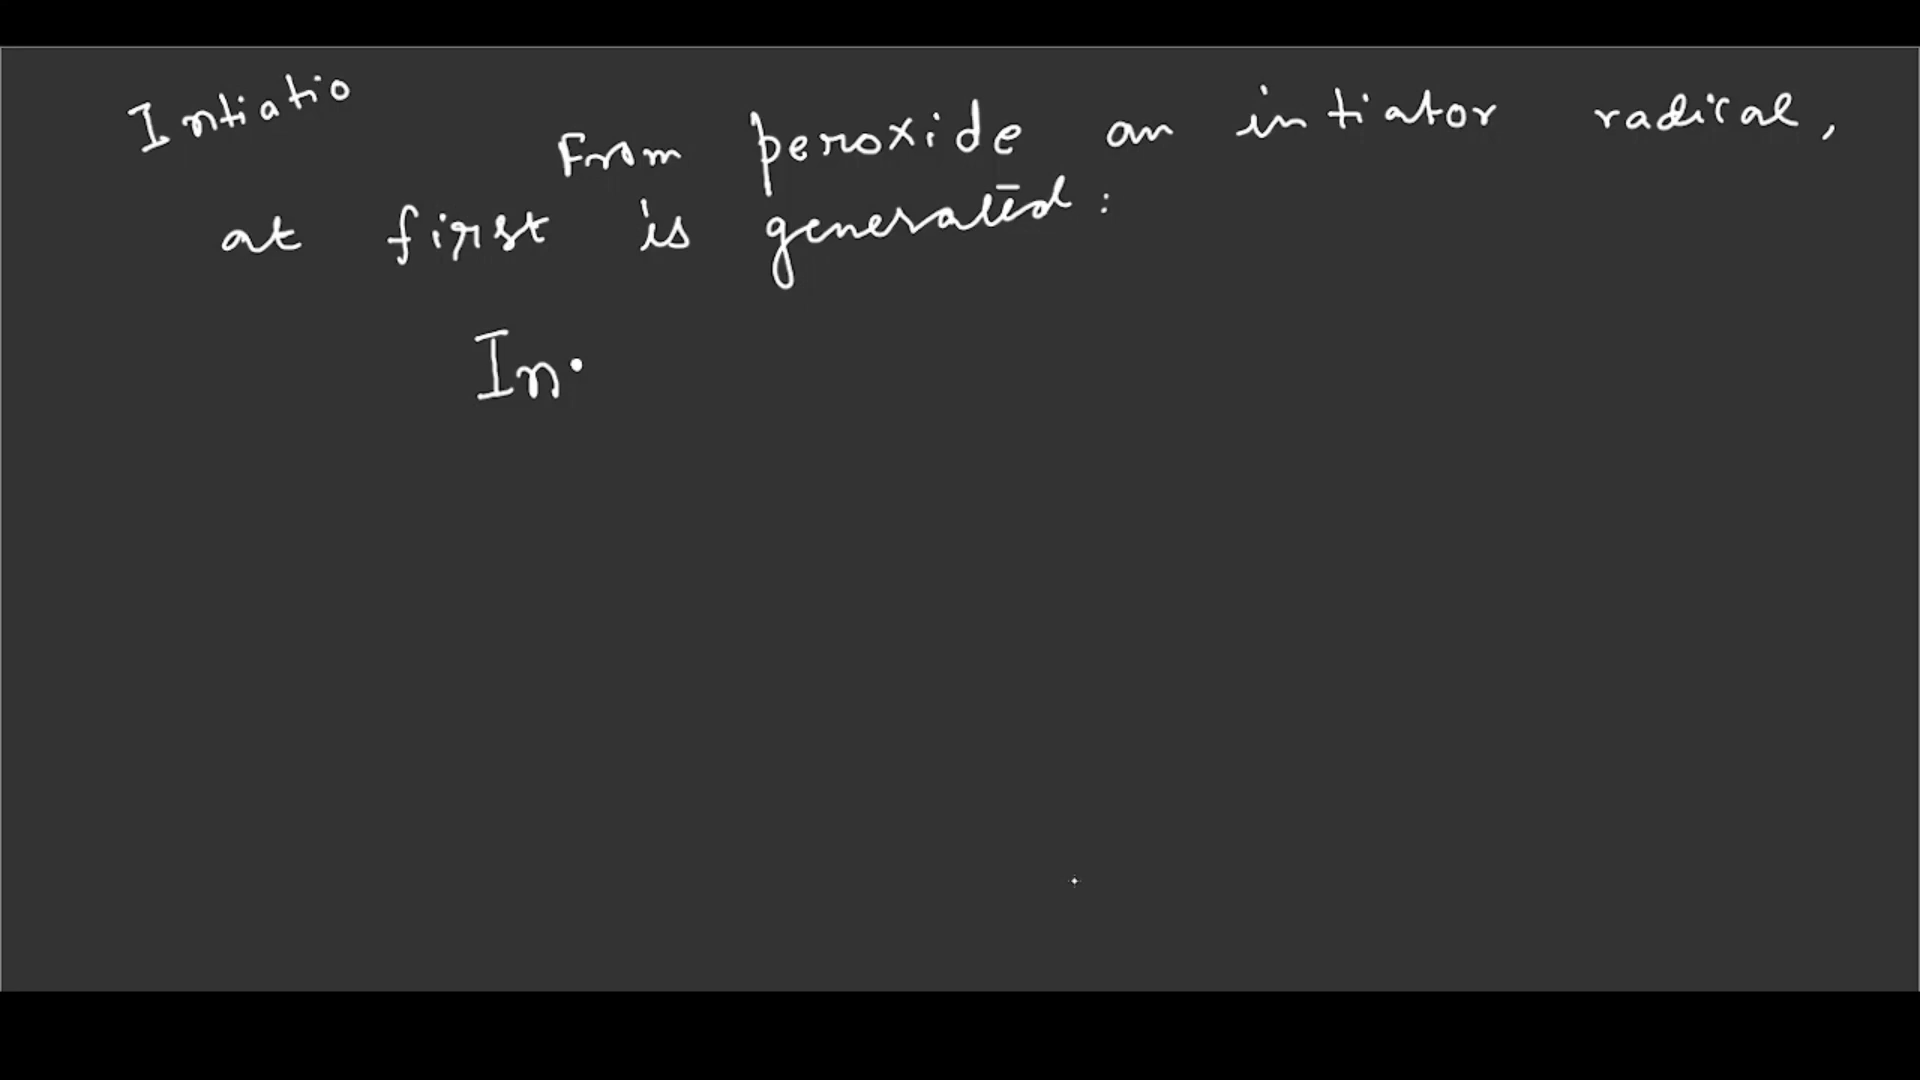 Intiatio
From peroxide an intiator radical,
at first is generated:
In·